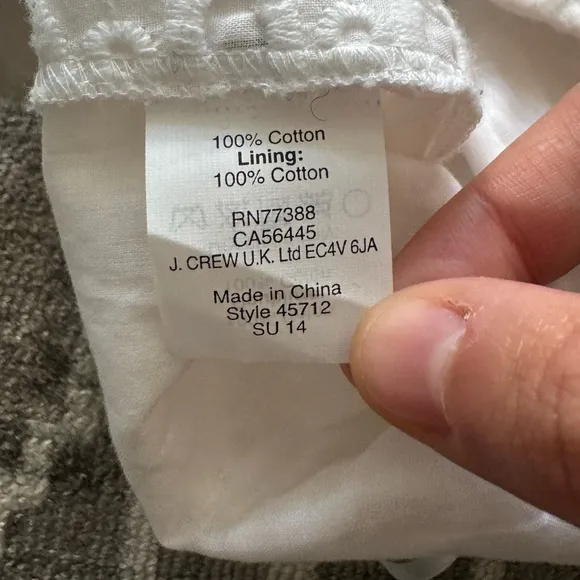 100% Cotton
Lining:
100% Cotton
RN77388
CA56445
J. CREW U.K. Ltd EC4V 6JA
Made in China
Style 45712
SU 14